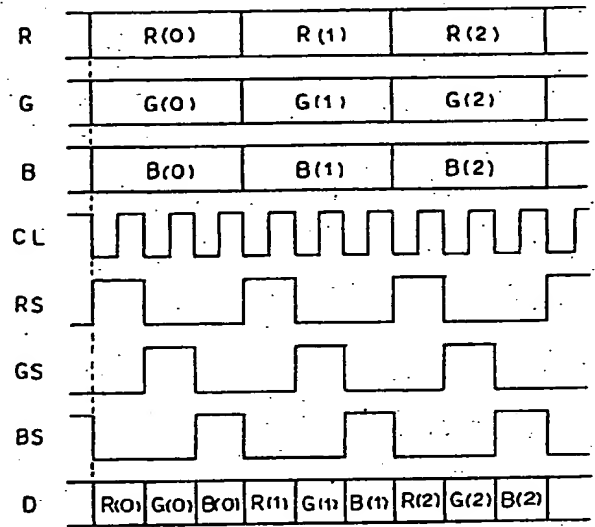 R R(0) R(1) R(2)
G G(0) G(1) G(2)
B B(0) B(1) B(2)
CL
RS
GS
BS
D R(0) G(0) B(0) R(1) G(1) B(1) R(2) G(2) B(2)